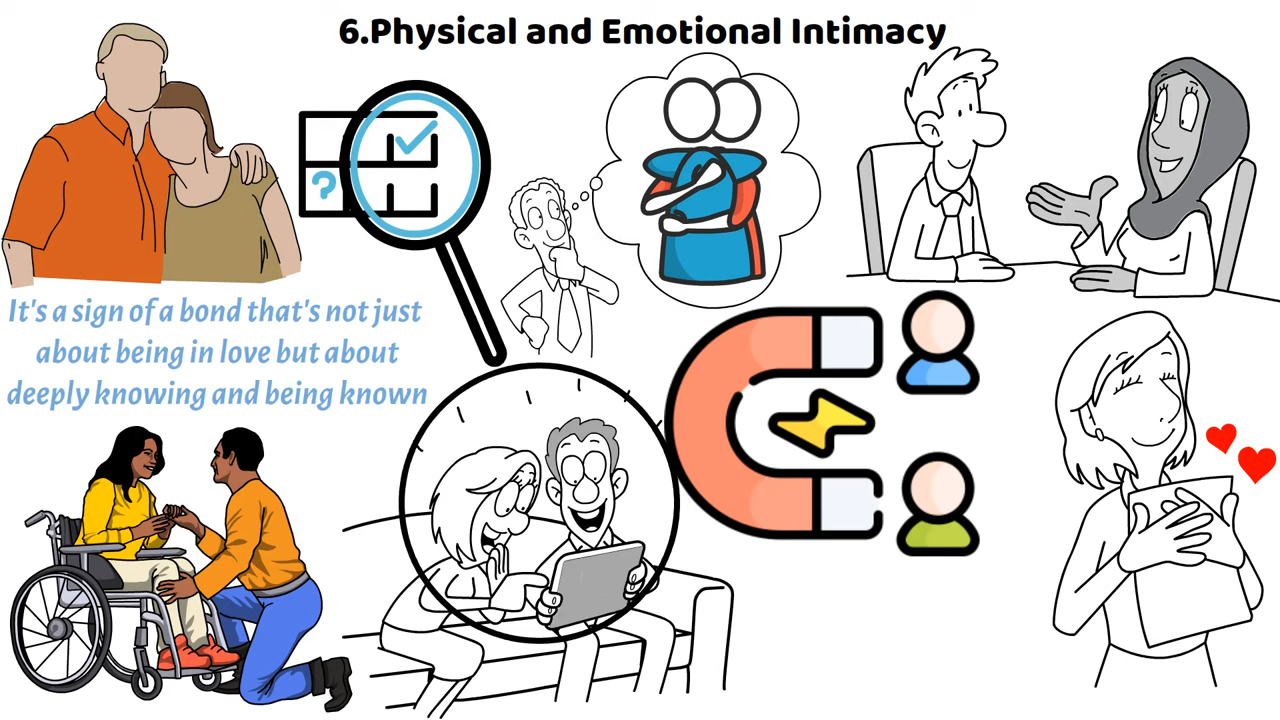 6.Physical and Emotional Intimacy
?
It's a sign of a bond that's not just
about being in love but about
deeply knowing and being known